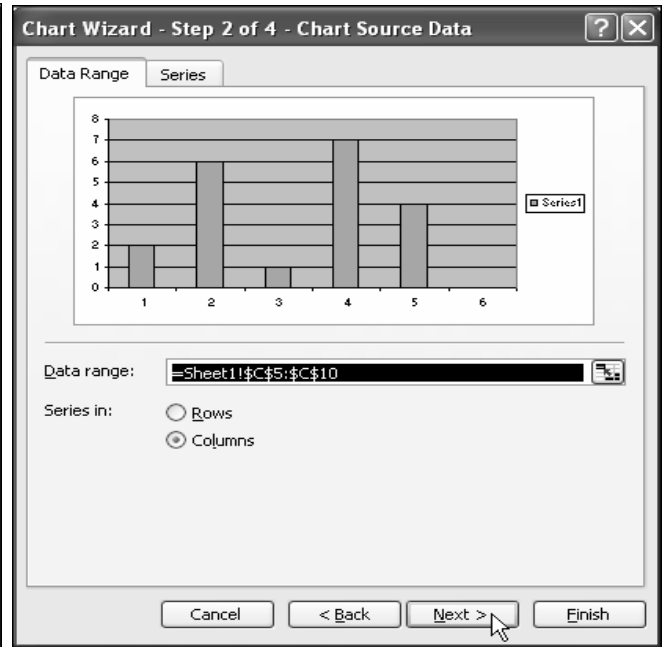 Chart Wizard - Step 2 of 4 - Chart Source Data
Data Range Series
8
7
6
5
4
3
2
1
0
1 2 3 4 5 6
Series1
Data range: =Sheet1!$C$5:$C$10
Series in: Rows
Columns
Cancel < Back Next > Finish